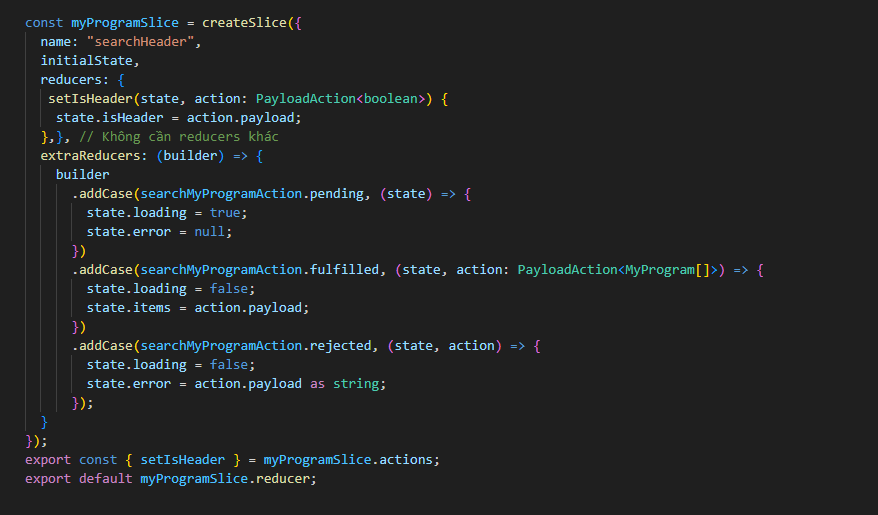 const myProgramSlice = createSlice({
  name: "searchHeader",
  initialState,
  reducers: {
   setIsHeader(state, action: PayloadAction<boolean>) {
    state.isHeader = action.payload;
  },}, // Không cần reducers khác
  extraReducers: (builder) => {
    builder
      .addCase(searchMyProgramAction.pending, (state) => {
        state.loading = true;
        state.error = null;
      })
      .addCase(searchMyProgramAction.fulfilled, (state, action: PayloadAction<MyProgram[]>) => {
        state.loading = false;
        state.items = action.payload;
      })
      .addCase(searchMyProgramAction.rejected, (state, action) => {
        state.loading = false;
        state.error = action.payload as string;
      });
  }
});
export const { setIsHeader } = myProgramSlice.actions;
export default myProgramSlice.reducer;